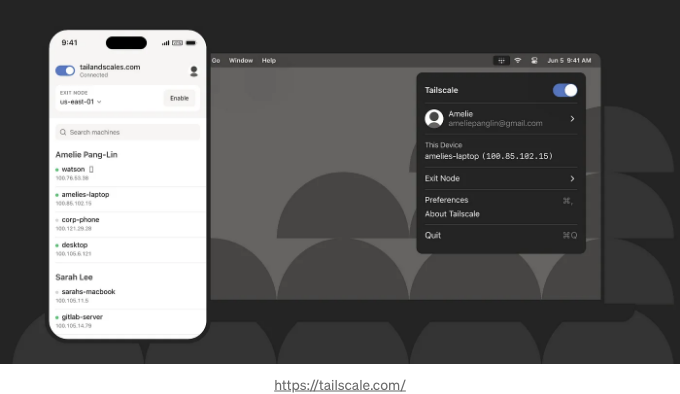 9:41
tailandscales.com
Connected
EXIT NODE
us-east-01
Enable
Search machines
Amelie Pang-Lin
watson
100.76.53.38
amelies-laptop
100.85.102.15
corp-phone
100.121.29.38
desktop
100.105.6.121
Sarah Lee
sarahs-macbook
100.105.11.5
gitlab-server
100.105.14.79
Go Window Help
Jun 5 9:41 AM
Tailscale
Amelie
ameliepanglin@gmail.com
This Device
amelies-laptop (100.85.102.15)
Exit Node
Preferences ⌘,
About Tailscale
Quit ⌘Q
https://tailscale.com/